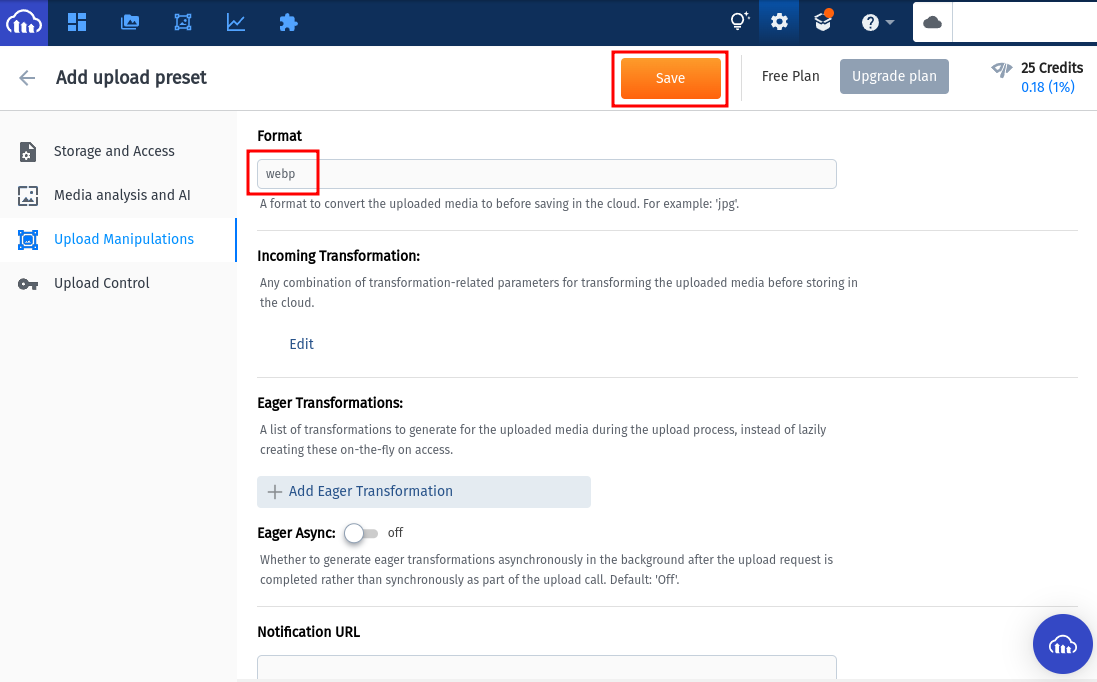 Add upload preset
Save
Free Plan
Upgrade plan
25 Credits
0.18 (1%)
Storage and Access
Media analysis and AI
Upload Manipulations
Upload Control
Format
webp
A format to convert the uploaded media to before saving in the cloud. For example: 'jpg'.
Incoming Transformation:
Any combination of transformation-related parameters for transforming the uploaded media before storing in
the cloud.
Edit
Eager Transformations:
A list of transformations to generate for the uploaded media during the upload process, instead of lazily
creating these on-the-fly on access.
Add Eager Transformation
Eager Async:
off
Whether to generate eager transformations asynchronously in the background after the upload request is
completed rather than synchronously as part of the upload call. Default: 'Off'.
Notification URL